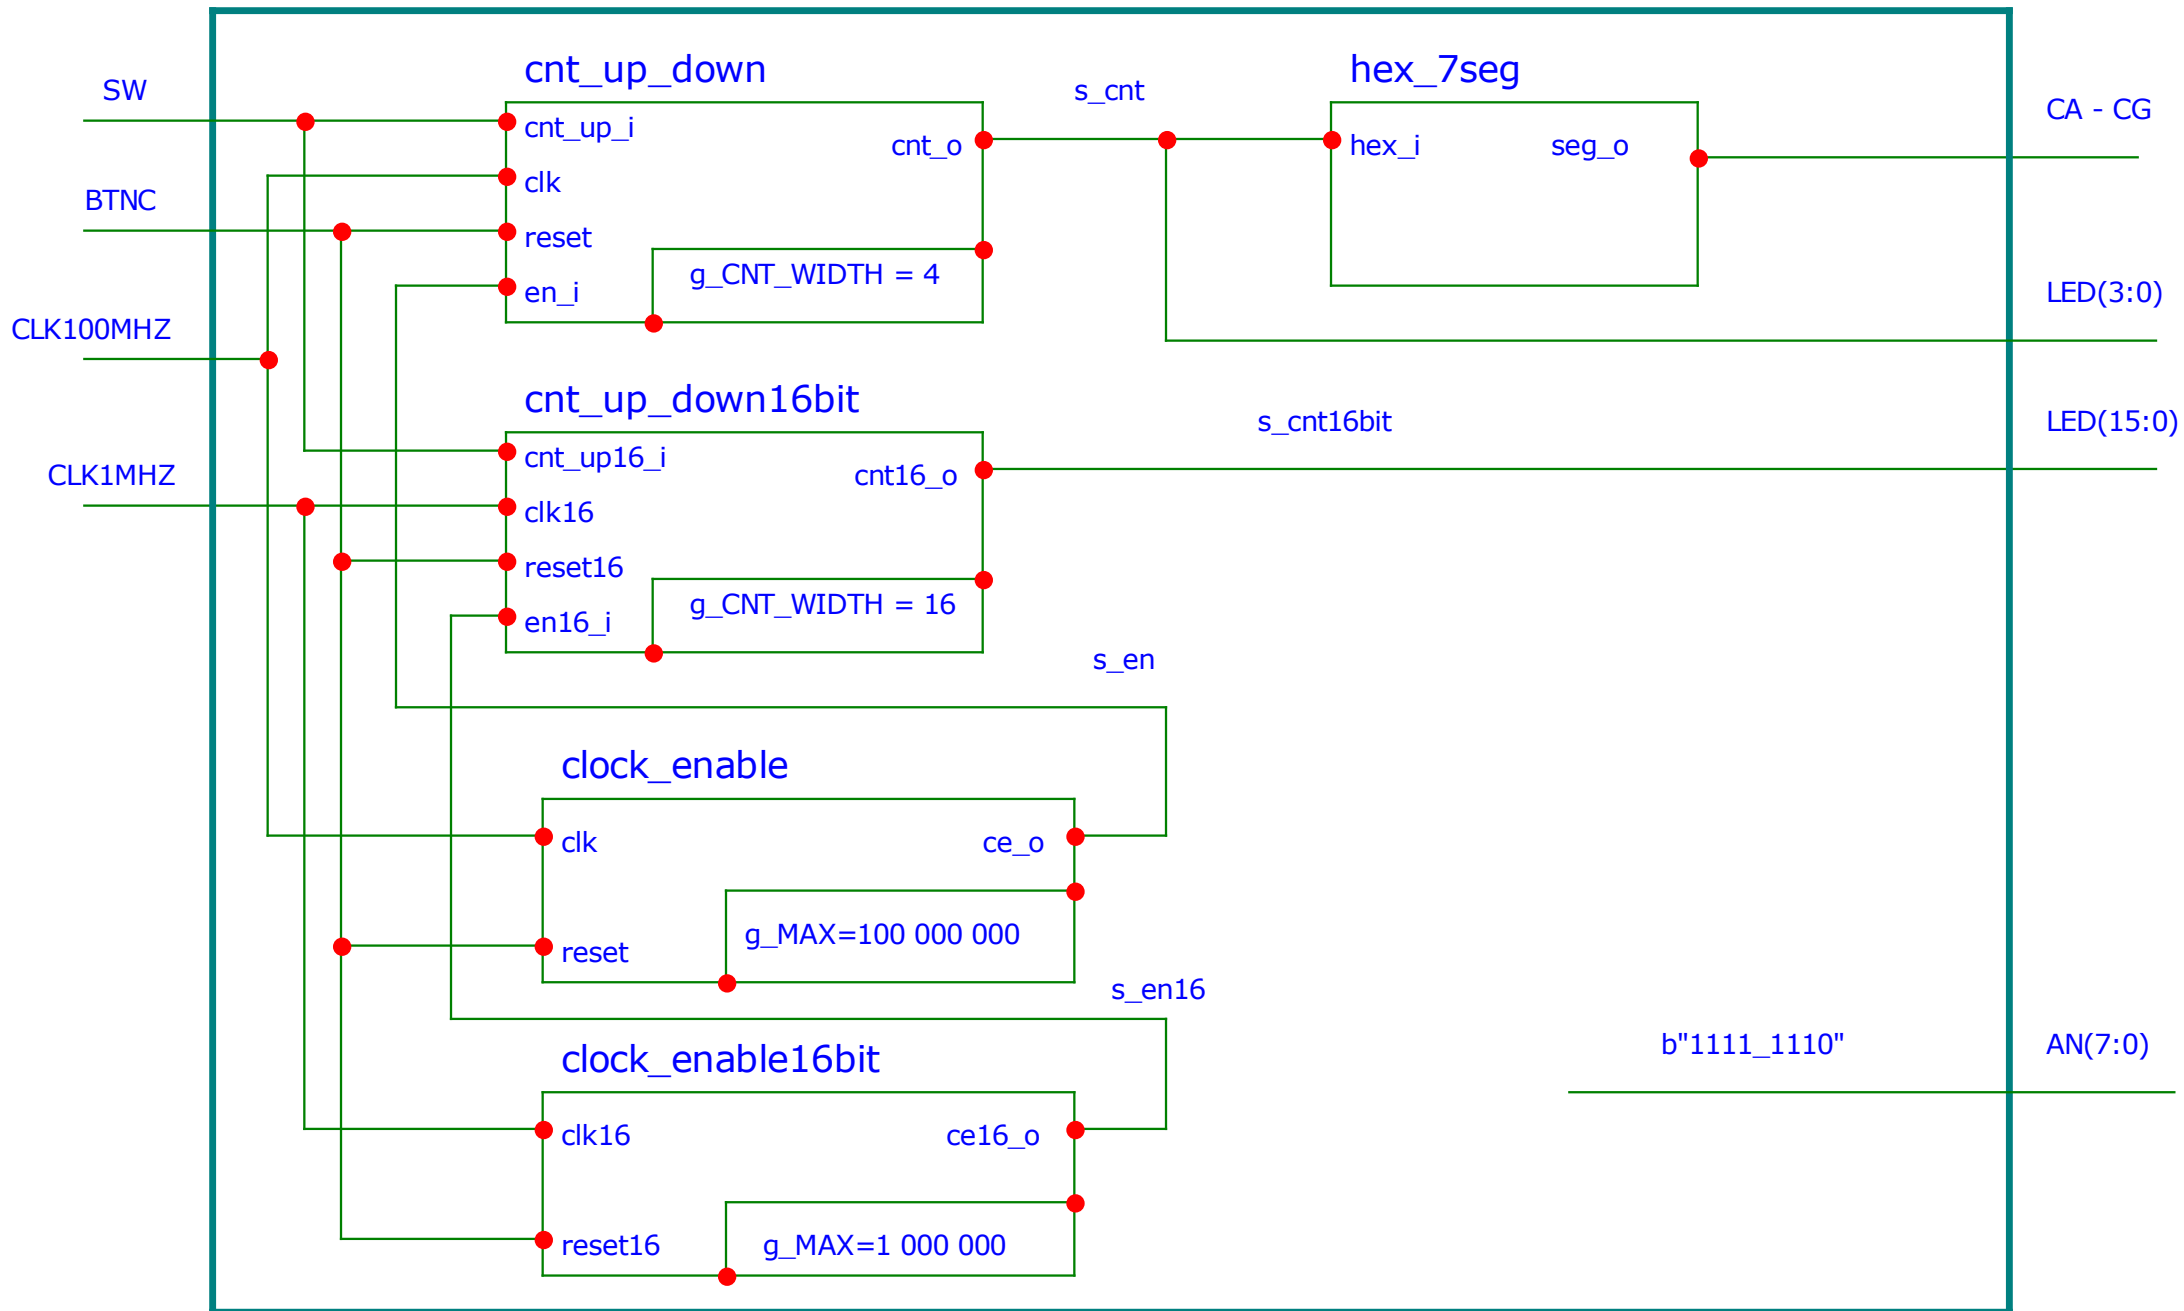 cnt_up_down
hex_7seg
SW
s_cnt
CA - CG
cnt_up_i
cnt_o
hex_i
seg_o
clk
BTNC
reset
g_CNT_WIDTH = 4
en_i
LED(3:0)
CLK100MHZ
cnt_up_down16bit
s_cnt16bit
LED(15:0)
cnt_up16_i
cnt16_o
CLK1MHZ
clk16
reset16
g_CNT_WIDTH = 16
en16_i
s_en
clock_enable
clk
ce_o
g_MAX=100 000 000
reset
s_en16
clock_enable16bit
b"1111_1110"
AN(7:0)
clk16
ce16_o
reset16
g_MAX=1 000 000